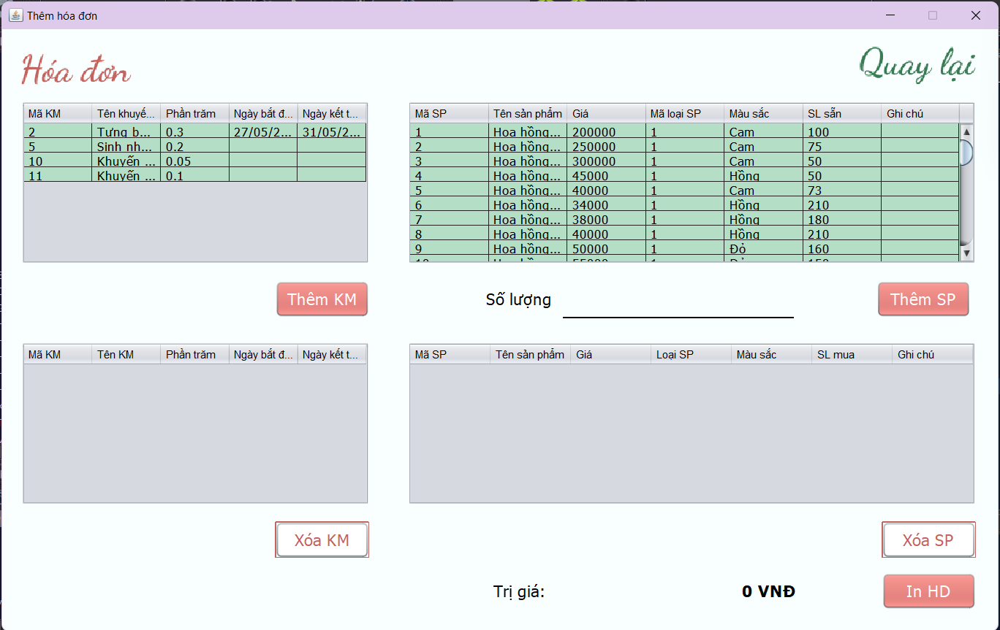 Thêm hóa đơn
Hóa đơn
Quay lại
Mã KM Tên khuyế... Phần trăm Ngày bắt đ... Ngày kết t...
2 Tưng b... 0.3 27/05/2... 31/05/2...
5 Sinh nh... 0.2
10 Khuyến ... 0.05
11 Khuyến ... 0.1
Mã SP Tên sản phẩm Giá Mã loại SP Màu sắc SL sẵn Ghi chú
1 Hoa hồng... 200000 1 Cam 100
2 Hoa hồng... 250000 1 Cam 75
3 Hoa hồng... 300000 1 Cam 50
4 Hoa hồng... 45000 1 Hồng 50
5 Hoa hồng... 40000 1 Cam 73
6 Hoa hồng... 34000 1 Hồng 210
7 Hoa hồng... 38000 1 Hồng 180
8 Hoa hồng... 40000 1 Hồng 210
9 Hoa hồng... 50000 1 Đỏ 160
Thêm KM
Số lượng
Thêm SP
Mã KM Tên KM Phần trăm Ngày bắt đ... Ngày kết t...
Mã SP Tên sản phẩm Giá Loại SP Màu sắc SL mua Ghi chú
Xóa KM
Xóa SP
Trị giá: 0 VNĐ
In HD